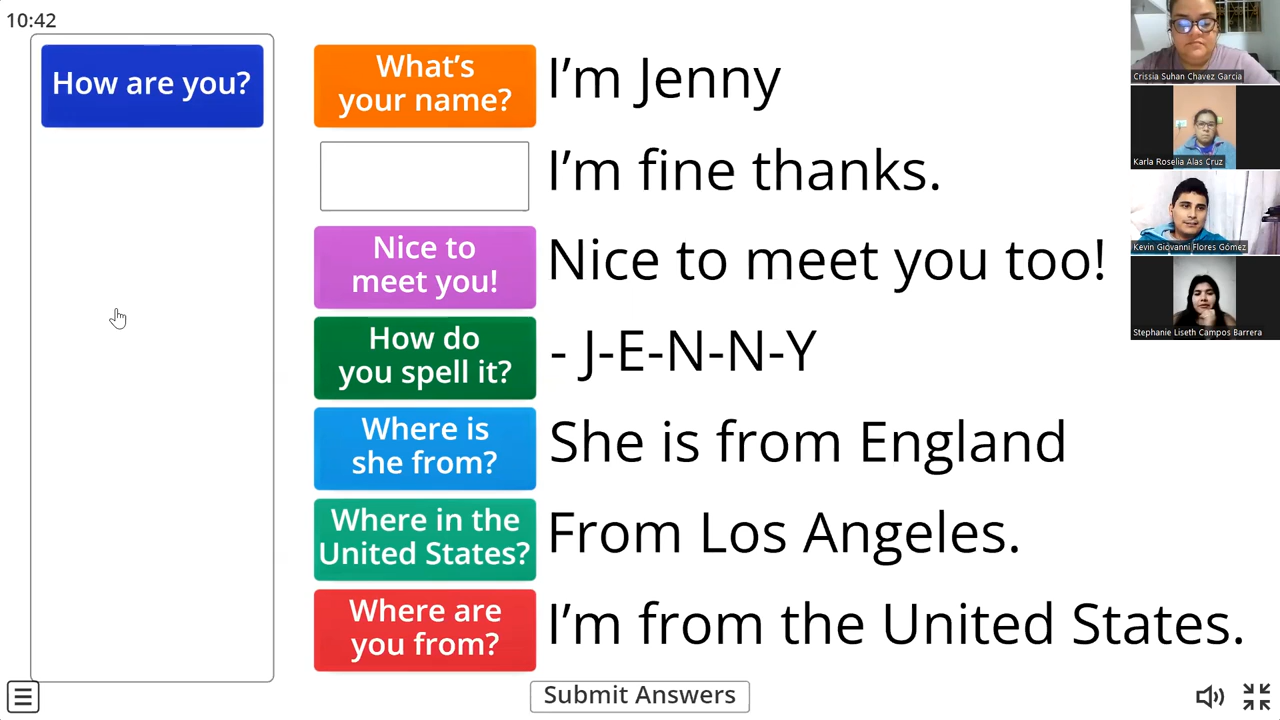 10:42
How are you?
What's
your name?
I'm Jenny
I'm fine thanks.
Nice to
meet you!
Nice to meet you too!
How do
you spell it?
- J-E-N-N-Y
Where is
she from?
She is from England
Where in the
United States?
From Los Angeles.
Where are
you from?
I'm from the United States.
Submit Answers
Crissia Suhan Chavez Garcia
Karla Roselia Alas Cruz
Kevin Giovanni Flores Gómez
Stephanie Liseth Campos Barrera